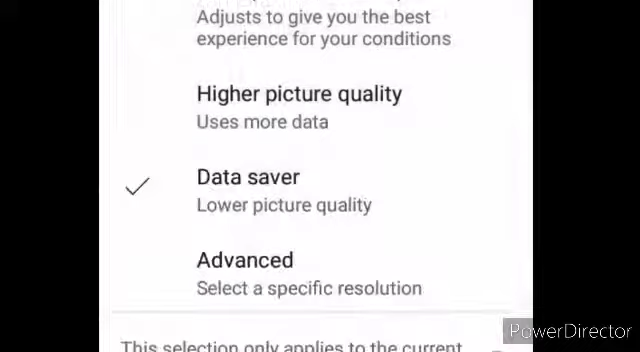 Adjusts to give you the best
experience for your conditions
Higher picture quality
Uses more data
Data saver
Lower picture quality
Advanced
Select a specific resolution
This selection only applies to the current
PowerDirector